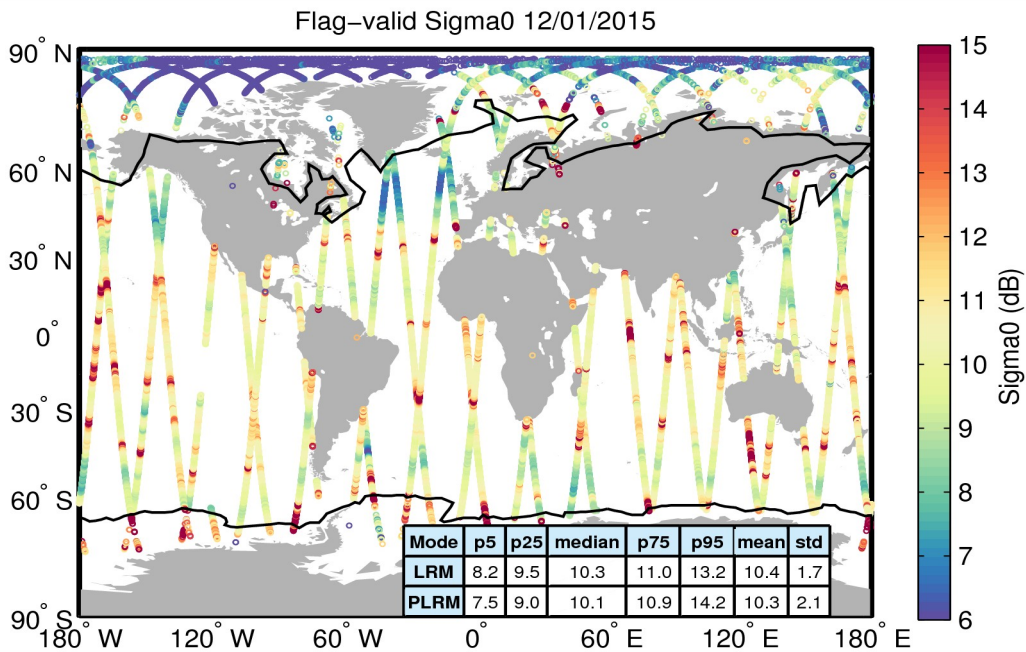 Flag−valid Sigma0 12/01/2015
90° N
60° N
30° N
0°
30° S
60° S
90° S
180° W
120° W
60° W
0°
60° E
120° E
180° E
15
14
13
12
11
10
9
8
7
6
Sigma0 (dB)
Mode p5 p25 median p75 p95 mean std
LRM 8.2 9.5 10.3 11.0 13.2 10.4 1.7
PLRM 7.5 9.0 10.1 10.9 14.2 10.3 2.1